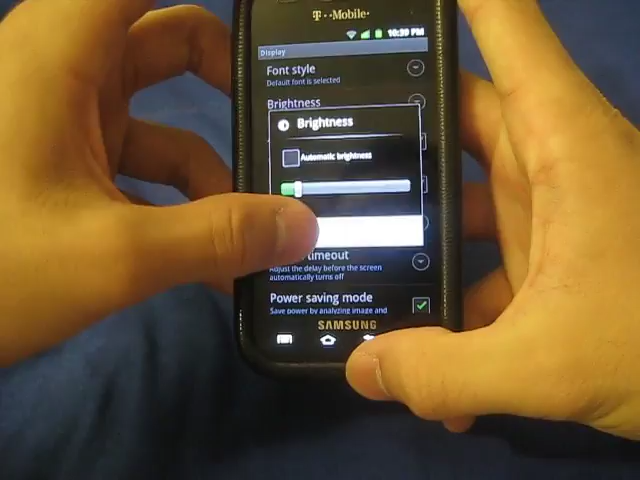 T··Mobile·
10:39 PM
Display
Font style
Default font is selected
Brightness
Brightness
Automatic brightness
timeout
Adjust the delay before the screen
automatically turns off
Power saving mode
Save power by analyzing image and
SAMSUNG